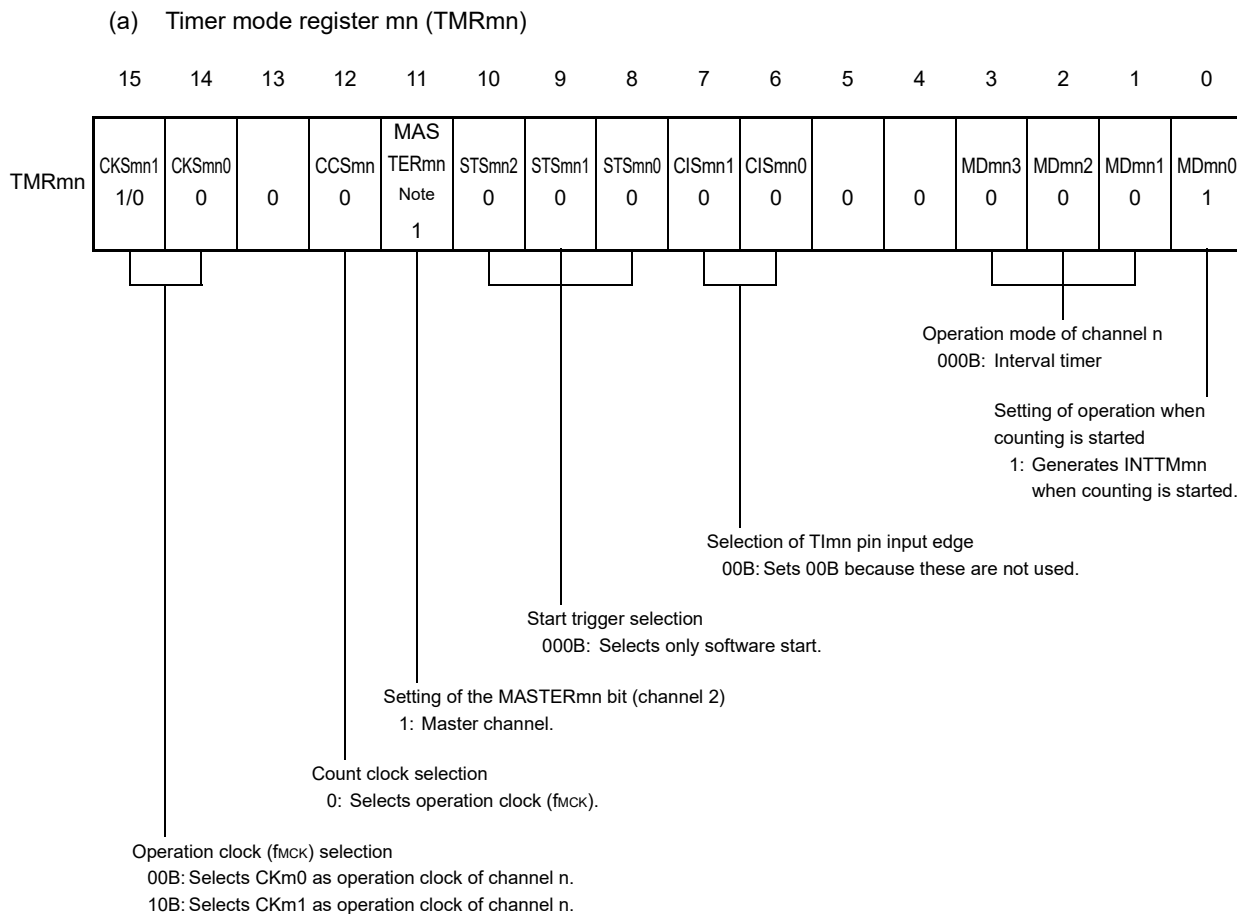 (a) Timer mode register mn (TMRmn)
15 14 13 12 11 10 9 8 7 6 5 4 3 2 1 0
TMRmn
CKSmn1 1/0
CKSmn0 0
0
CCSmn 0
MAS
TERmn
Note
1
STSmn2 0
STSmn1 0
STSmn0 0
CISmn1 0
CISmn0 0
0
0
MDmn3 0
MDmn2 0
MDmn1 0
MDmn0 1
Operation mode of channel n
000B: Interval timer
Setting of operation when
counting is started
1: Generates INTTMmn
when counting is started.
Selection of TImn pin input edge
00B: Sets 00B because these are not used.
Start trigger selection
000B: Selects only software start.
Setting of the MASTERmn bit (channel 2)
1: Master channel.
Count clock selection
0: Selects operation clock (fMCK).
Operation clock (fMCK) selection
00B: Selects CKm0 as operation clock of channel n.
10B: Selects CKm1 as operation clock of channel n.